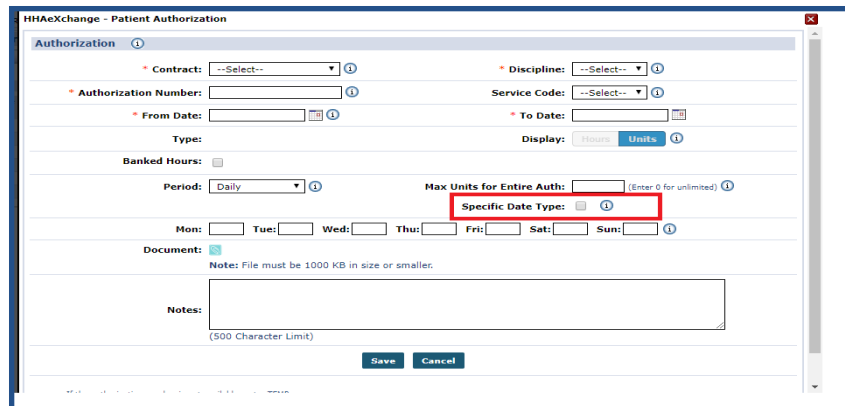 HHAeXchange - Patient Authorization
Authorization
* Contract: --Select-- * Discipline: --Select--
* Authorization Number: Service Code: --Select--
* From Date: * To Date:
Type: Display: Hours Units
Banked Hours:
Period: Daily Max Units for Entire Auth: (Enter 0 for unlimited)
Specific Date Type:
Mon: Tue: Wed: Thu: Fri: Sat: Sun:
Document:
Note: File must be 1000 KB in size or smaller.
Notes:
(500 Character Limit)
Save Cancel